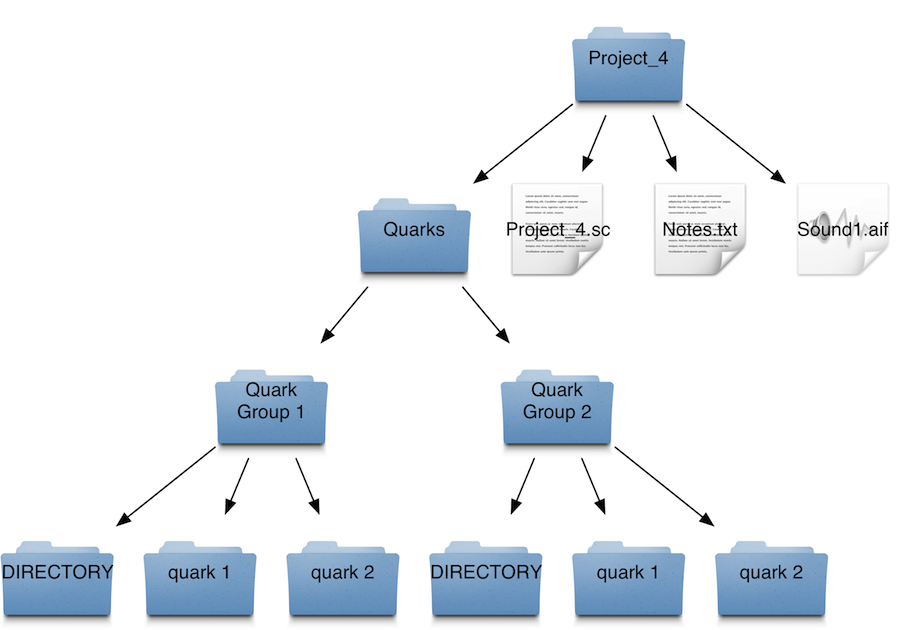 Project_4
Quarks
Project_4.sc
Notes.txt
Sound1.aif
Quark
Group 1
Quark
Group 2
DIRECTORY
quark 1
quark 2
DIRECTORY
quark 1
quark 2